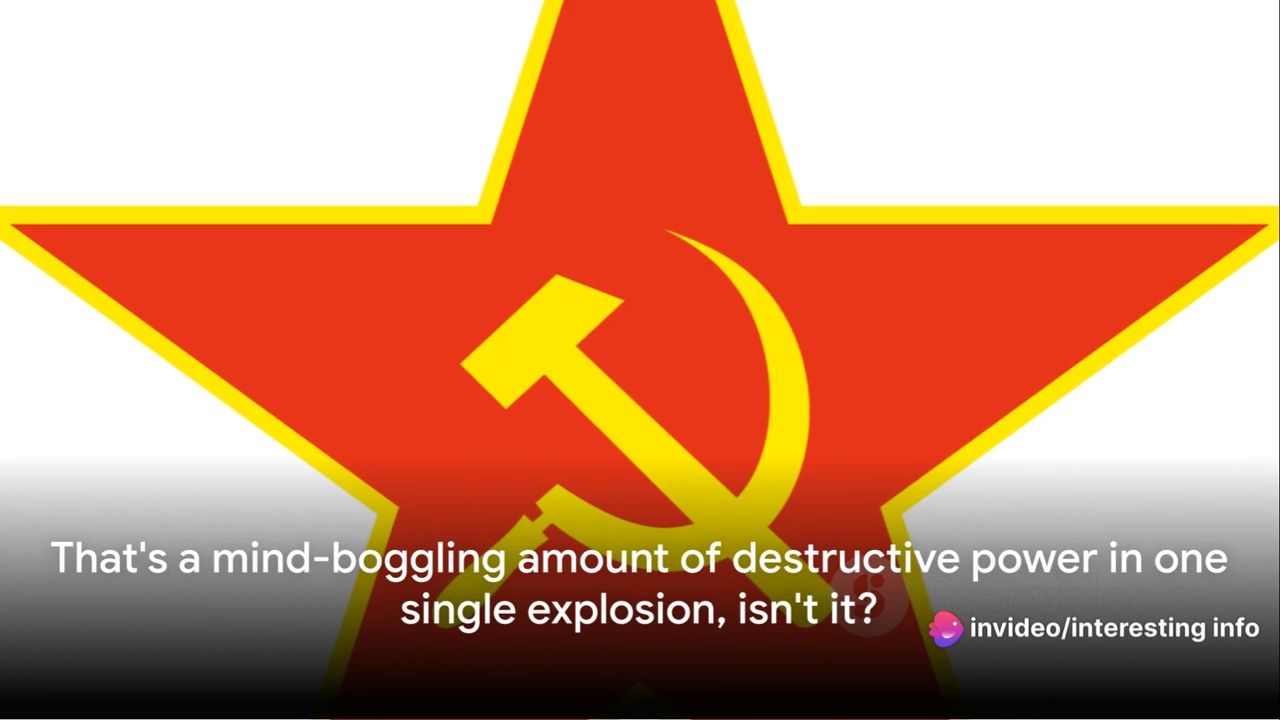 That's a mind-boggling amount of destructive power in one
single explosion, isn't it?
invideo/interesting info